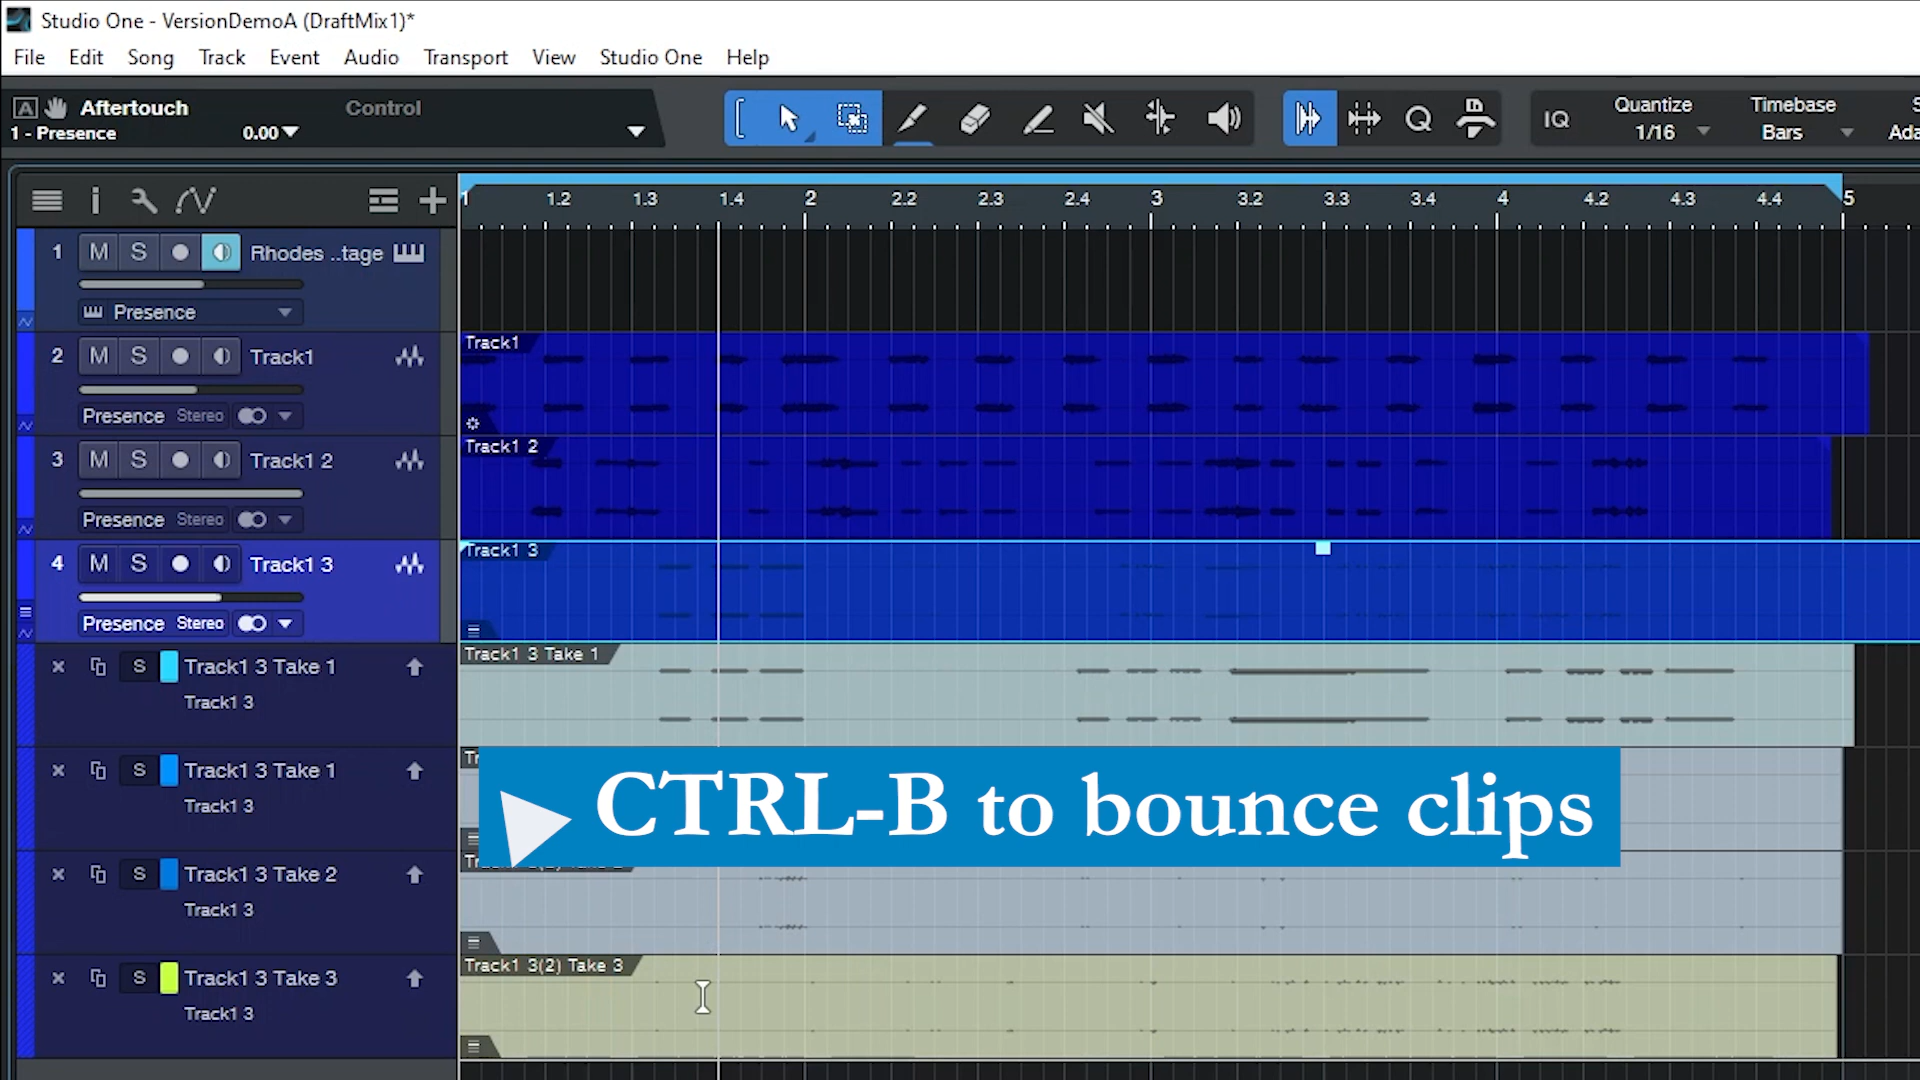 Studio One - VersionDemoA (DraftMix1)*
File Edit Song Track Event Audio Transport View Studio One Help
A Aftertouch Control
1 - Presence 0.00
IQ Quantize 1/16 Timebase Bars
1 1.2 1.3 1.4 2 2.2 2.3 2.4 3 3.2 3.3 3.4 4 4.2 4.3 4.4 5
1 M S Rhodes ..tage
Presence
2 M S Track1
Presence Stereo
Track1
3 M S Track1 2
Presence Stereo
Track1 2
4 M S Track1 3
Presence Stereo
Track1 3
S Track1 3 Take 1
Track1 3
Track1 3 Take 1
S Track1 3 Take 1
Track1 3
CTRL-B to bounce clips
S Track1 3 Take 2
Track1 3
S Track1 3 Take 3
Track1 3
Track1 3(2) Take 3